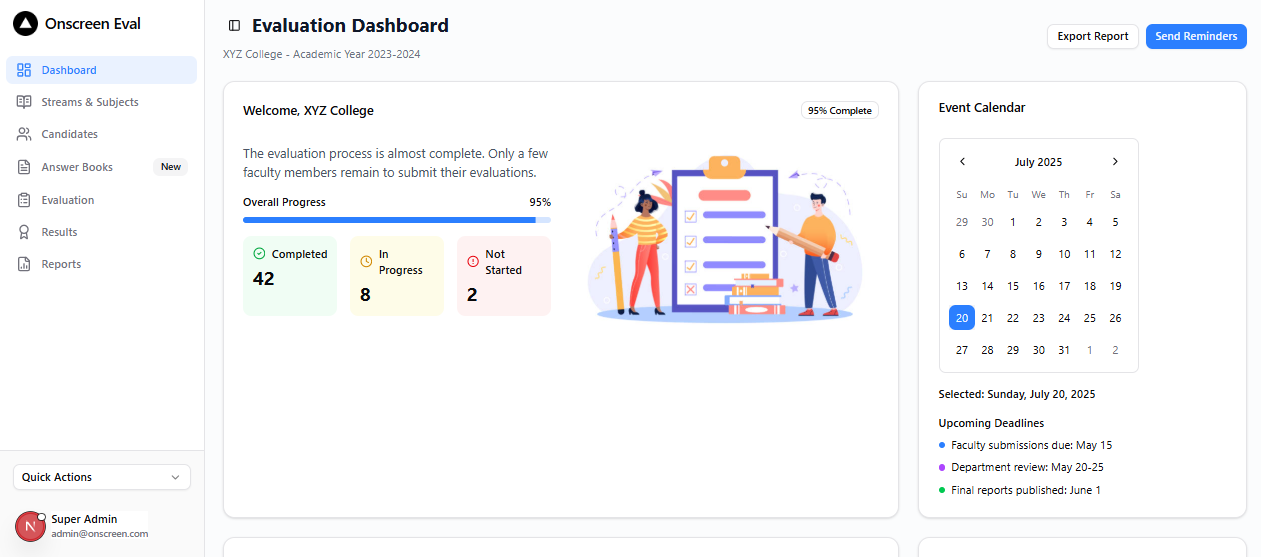 Onscreen Eval
Dashboard
Streams & Subjects
Candidates
Answer Books
New
Evaluation
Results
Reports
Quick Actions
N
Super Admin
admin@onscreen.com
Evaluation Dashboard
XYZ College - Academic Year 2023-2024
Export Report
Send Reminders
Welcome, XYZ College
95% Complete
The evaluation process is almost complete. Only a few
faculty members remain to submit their evaluations.
Overall Progress
95%
Completed
42
In
Progress
8
Not
Started
2
Event Calendar
July 2025
Su Mo Tu We Th Fr Sa
29 30 1 2 3 4 5
6 7 8 9 10 11 12
13 14 15 16 17 18 19
20 21 22 23 24 25 26
27 28 29 30 31 1 2
Selected: Sunday, July 20, 2025
Upcoming Deadlines
Faculty submissions due: May 15
Department review: May 20-25
Final reports published: June 1